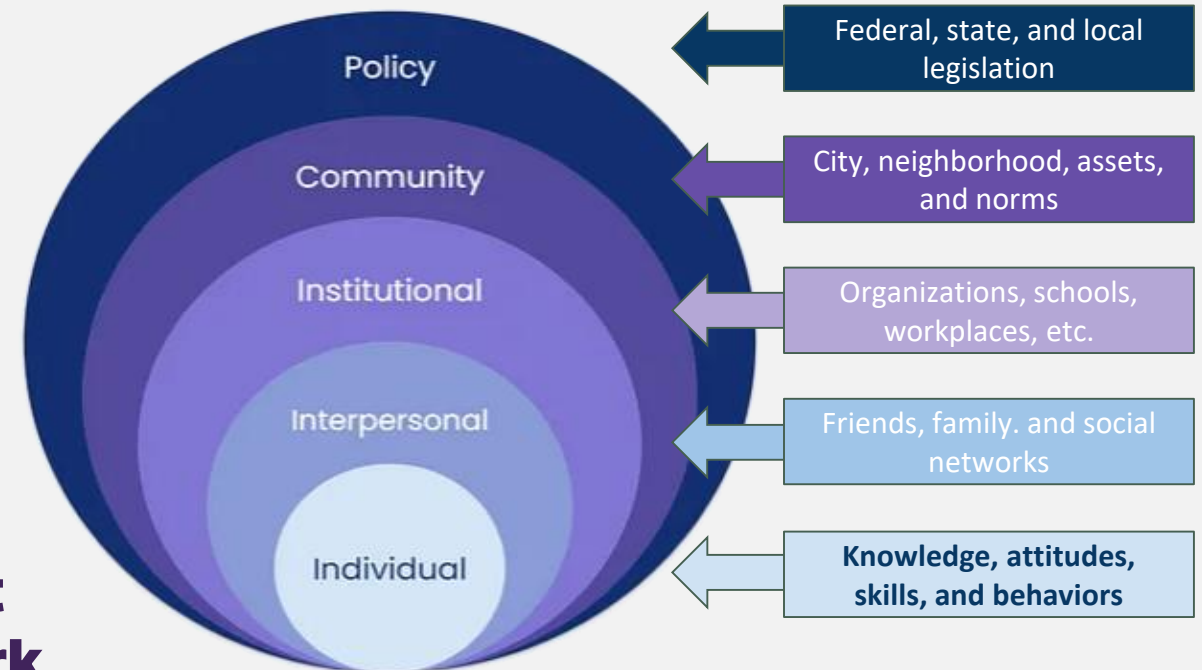 Policy
Federal, state, and local
legislation
Community
City, neighborhood, assets,
and norms
Institutional
Organizations, schools,
workplaces, etc.
Interpersonal
Friends, family. and social
networks
Individual
Knowledge, attitudes,
skills, and behaviors